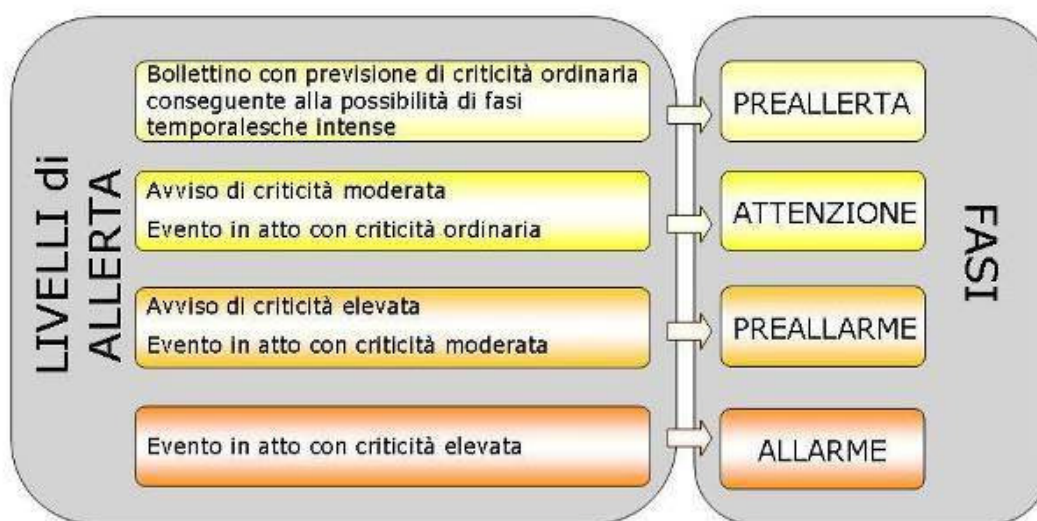 LIVELLI di
ALLERTA
Bollettino con previsione di criticità ordinaria
conseguente alla possibilità di fasi
temporalesche intense
PREALLERTA
Avviso di criticità moderata
Evento in atto con criticità ordinaria
ATTENZIONE
Avviso di criticità elevata
Evento in atto con criticità moderata
PREALLARME
Evento in atto con criticità elevata
ALLARME
FASI